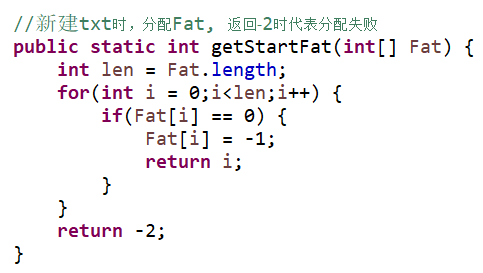 //新建txt时，分配Fat, 返回-2时代表分配失败
public static int getStartFat(int[] Fat) {
    int len = Fat.length;
    for(int i = 0;i<len;i++) {
        if(Fat[i] == 0) {
            Fat[i] = -1;
            return i;
        }
    }
    return -2;
}